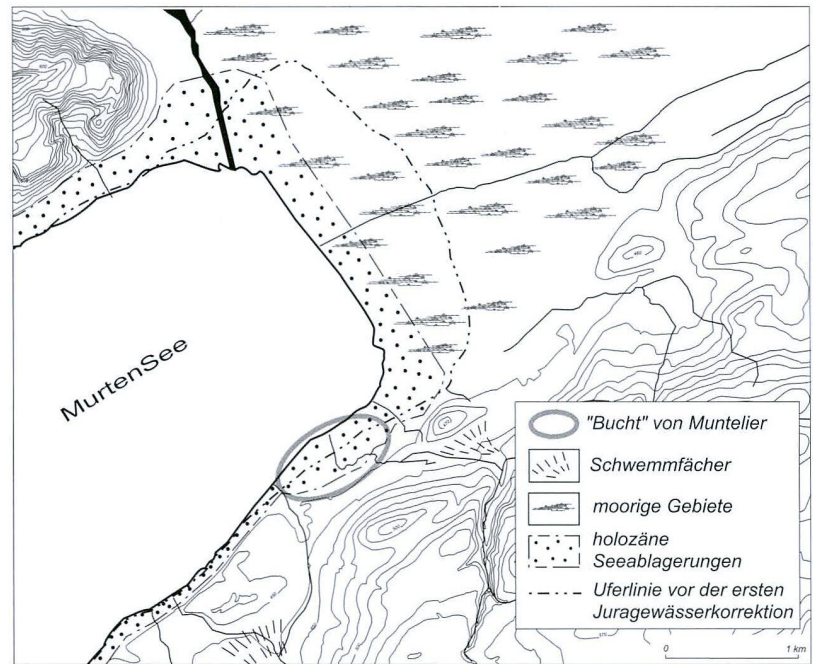 MurtenSee
"Bucht" von Muntelier
Schwemmfächer
moorige Gebiete
holozäne
Seeablagerungen
Uferlinie vor der ersten
Juragewässerkorrektion
0 1 km